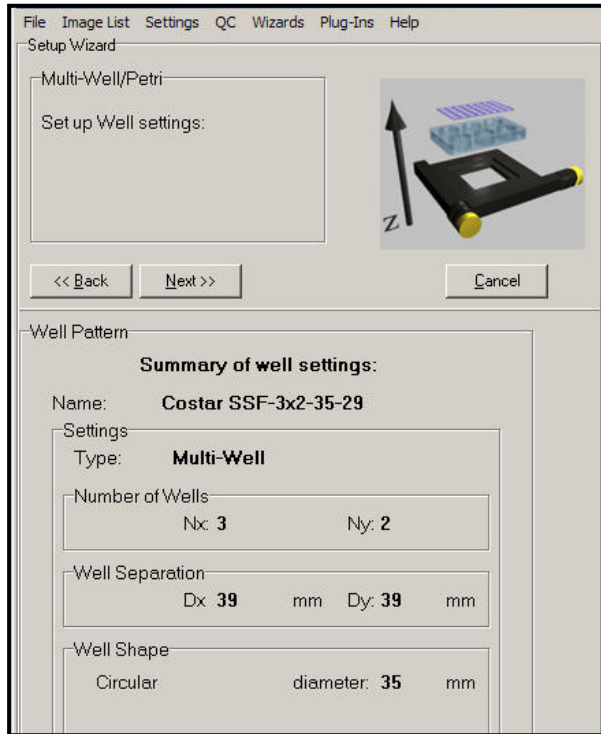 File Image List Settings QC Wizards Plug-Ins Help
Setup Wizard
Multi-Well/Petri
Set up Well settings:
Z
<< Back Next >> Cancel
Well Pattern
Summary of well settings:
Name: Costar SSF-3x2-35-29
Settings
Type: Multi-Well
Number of Wells
Nx: 3 Ny: 2
Well Separation
Dx 39 mm Dy: 39 mm
Well Shape
Circular diameter: 35 mm